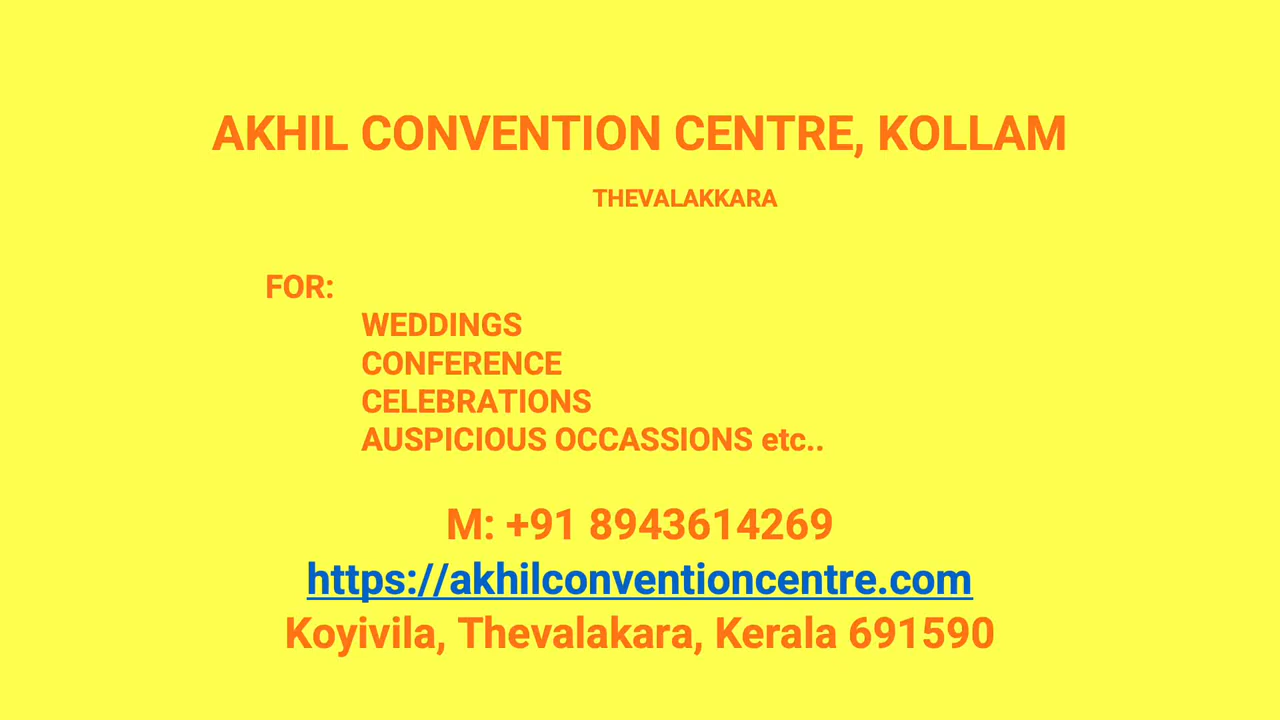 AKHIL CONVENTION CENTRE, KOLLAM
THEVALAKKARA
FOR:
WEDDINGS
CONFERENCE
CELEBRATIONS
AUSPICIOUS OCCASSIONS etc..
M: +91 8943614269
https://akhilconventioncentre.com
Koyivila, Thevalakara, Kerala 691590